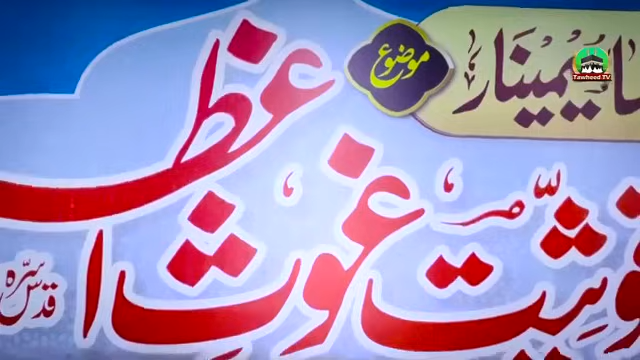 سیمینار
موضوع
Tawheed TV
غوثیت غوث اعظم
قدس سرہ